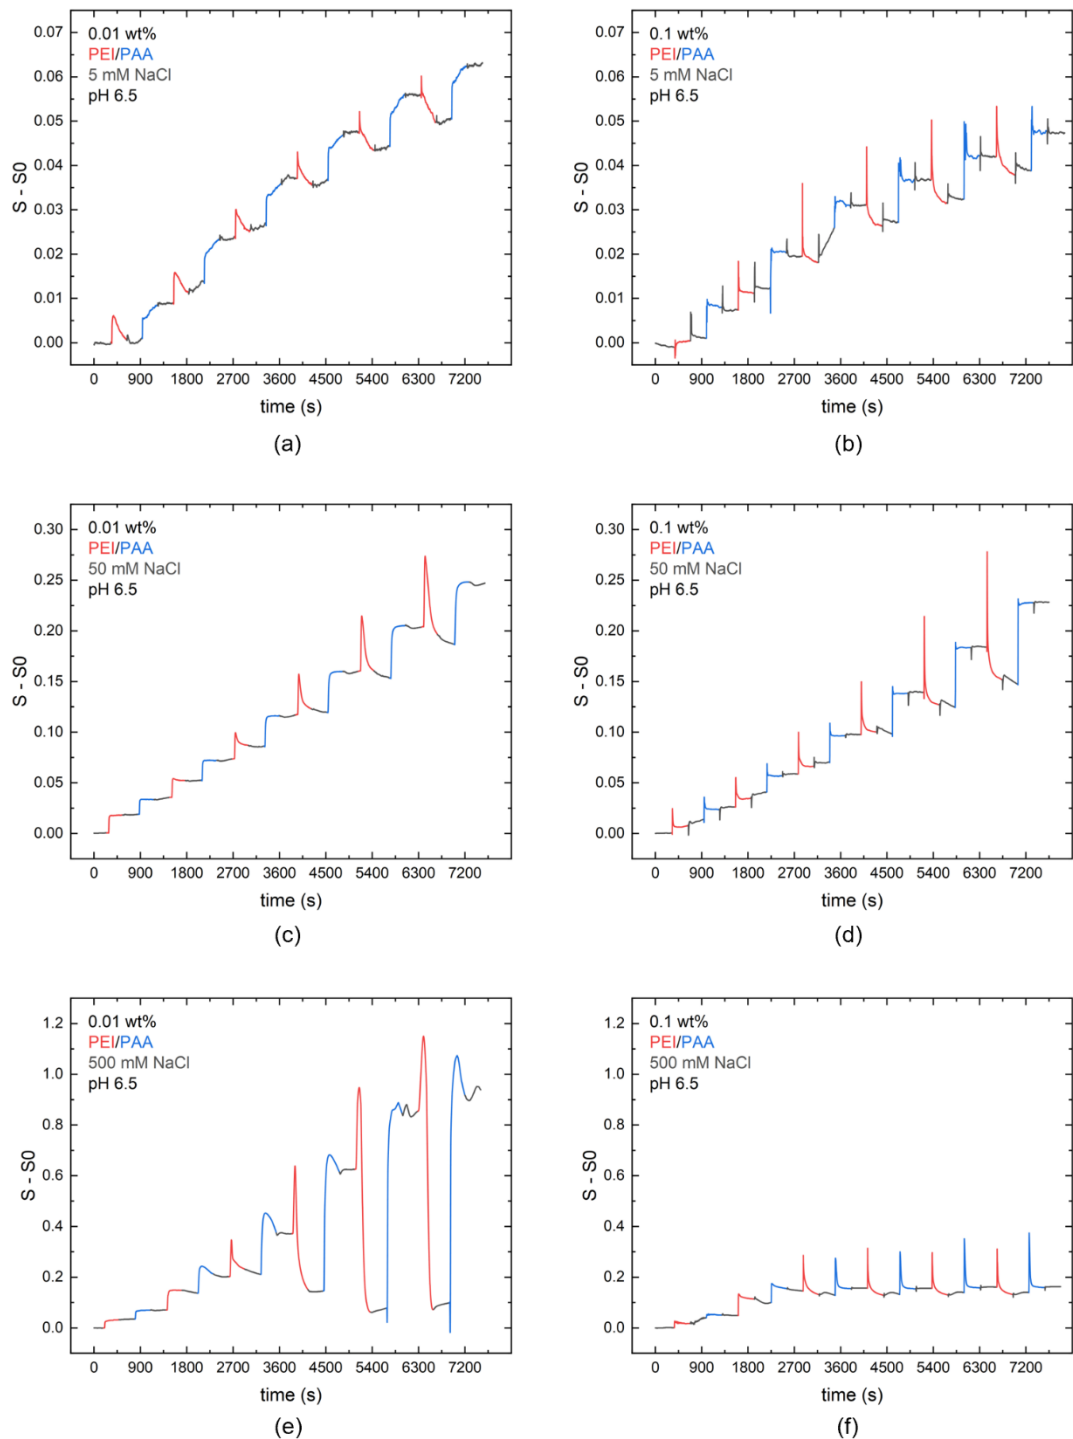 0.07
0.06
0.05
0.04
0.03
0.02
0.01
0.00
S - S0
0.01 wt%
PEI/PAA
5 mM NaCl
pH 6.5
0 900 1800 2700 3600 4500 5400 6300 7200
time (s)
(a)
0.07
0.06
0.05
0.04
0.03
0.02
0.01
0.00
S - S0
0.1 wt%
PEI/PAA
5 mM NaCl
pH 6.5
0 900 1800 2700 3600 4500 5400 6300 7200
time (s)
(b)
0.30
0.25
0.20
0.15
0.10
0.05
0.00
S - S0
0.01 wt%
PEI/PAA
50 mM NaCl
pH 6.5
0 900 1800 2700 3600 4500 5400 6300 7200
time (s)
(c)
0.30
0.25
0.20
0.15
0.10
0.05
0.00
S - S0
0.1 wt%
PEI/PAA
50 mM NaCl
pH 6.5
0 900 1800 2700 3600 4500 5400 6300 7200
time (s)
(d)
1.2
1.0
0.8
0.6
0.4
0.2
0.0
S - S0
0.01 wt%
PEI/PAA
500 mM NaCl
pH 6.5
0 900 1800 2700 3600 4500 5400 6300 7200
time (s)
(e)
1.2
1.0
0.8
0.6
0.4
0.2
0.0
S - S0
0.1 wt%
PEI/PAA
500 mM NaCl
pH 6.5
0 900 1800 2700 3600 4500 5400 6300 7200
time (s)
(f)